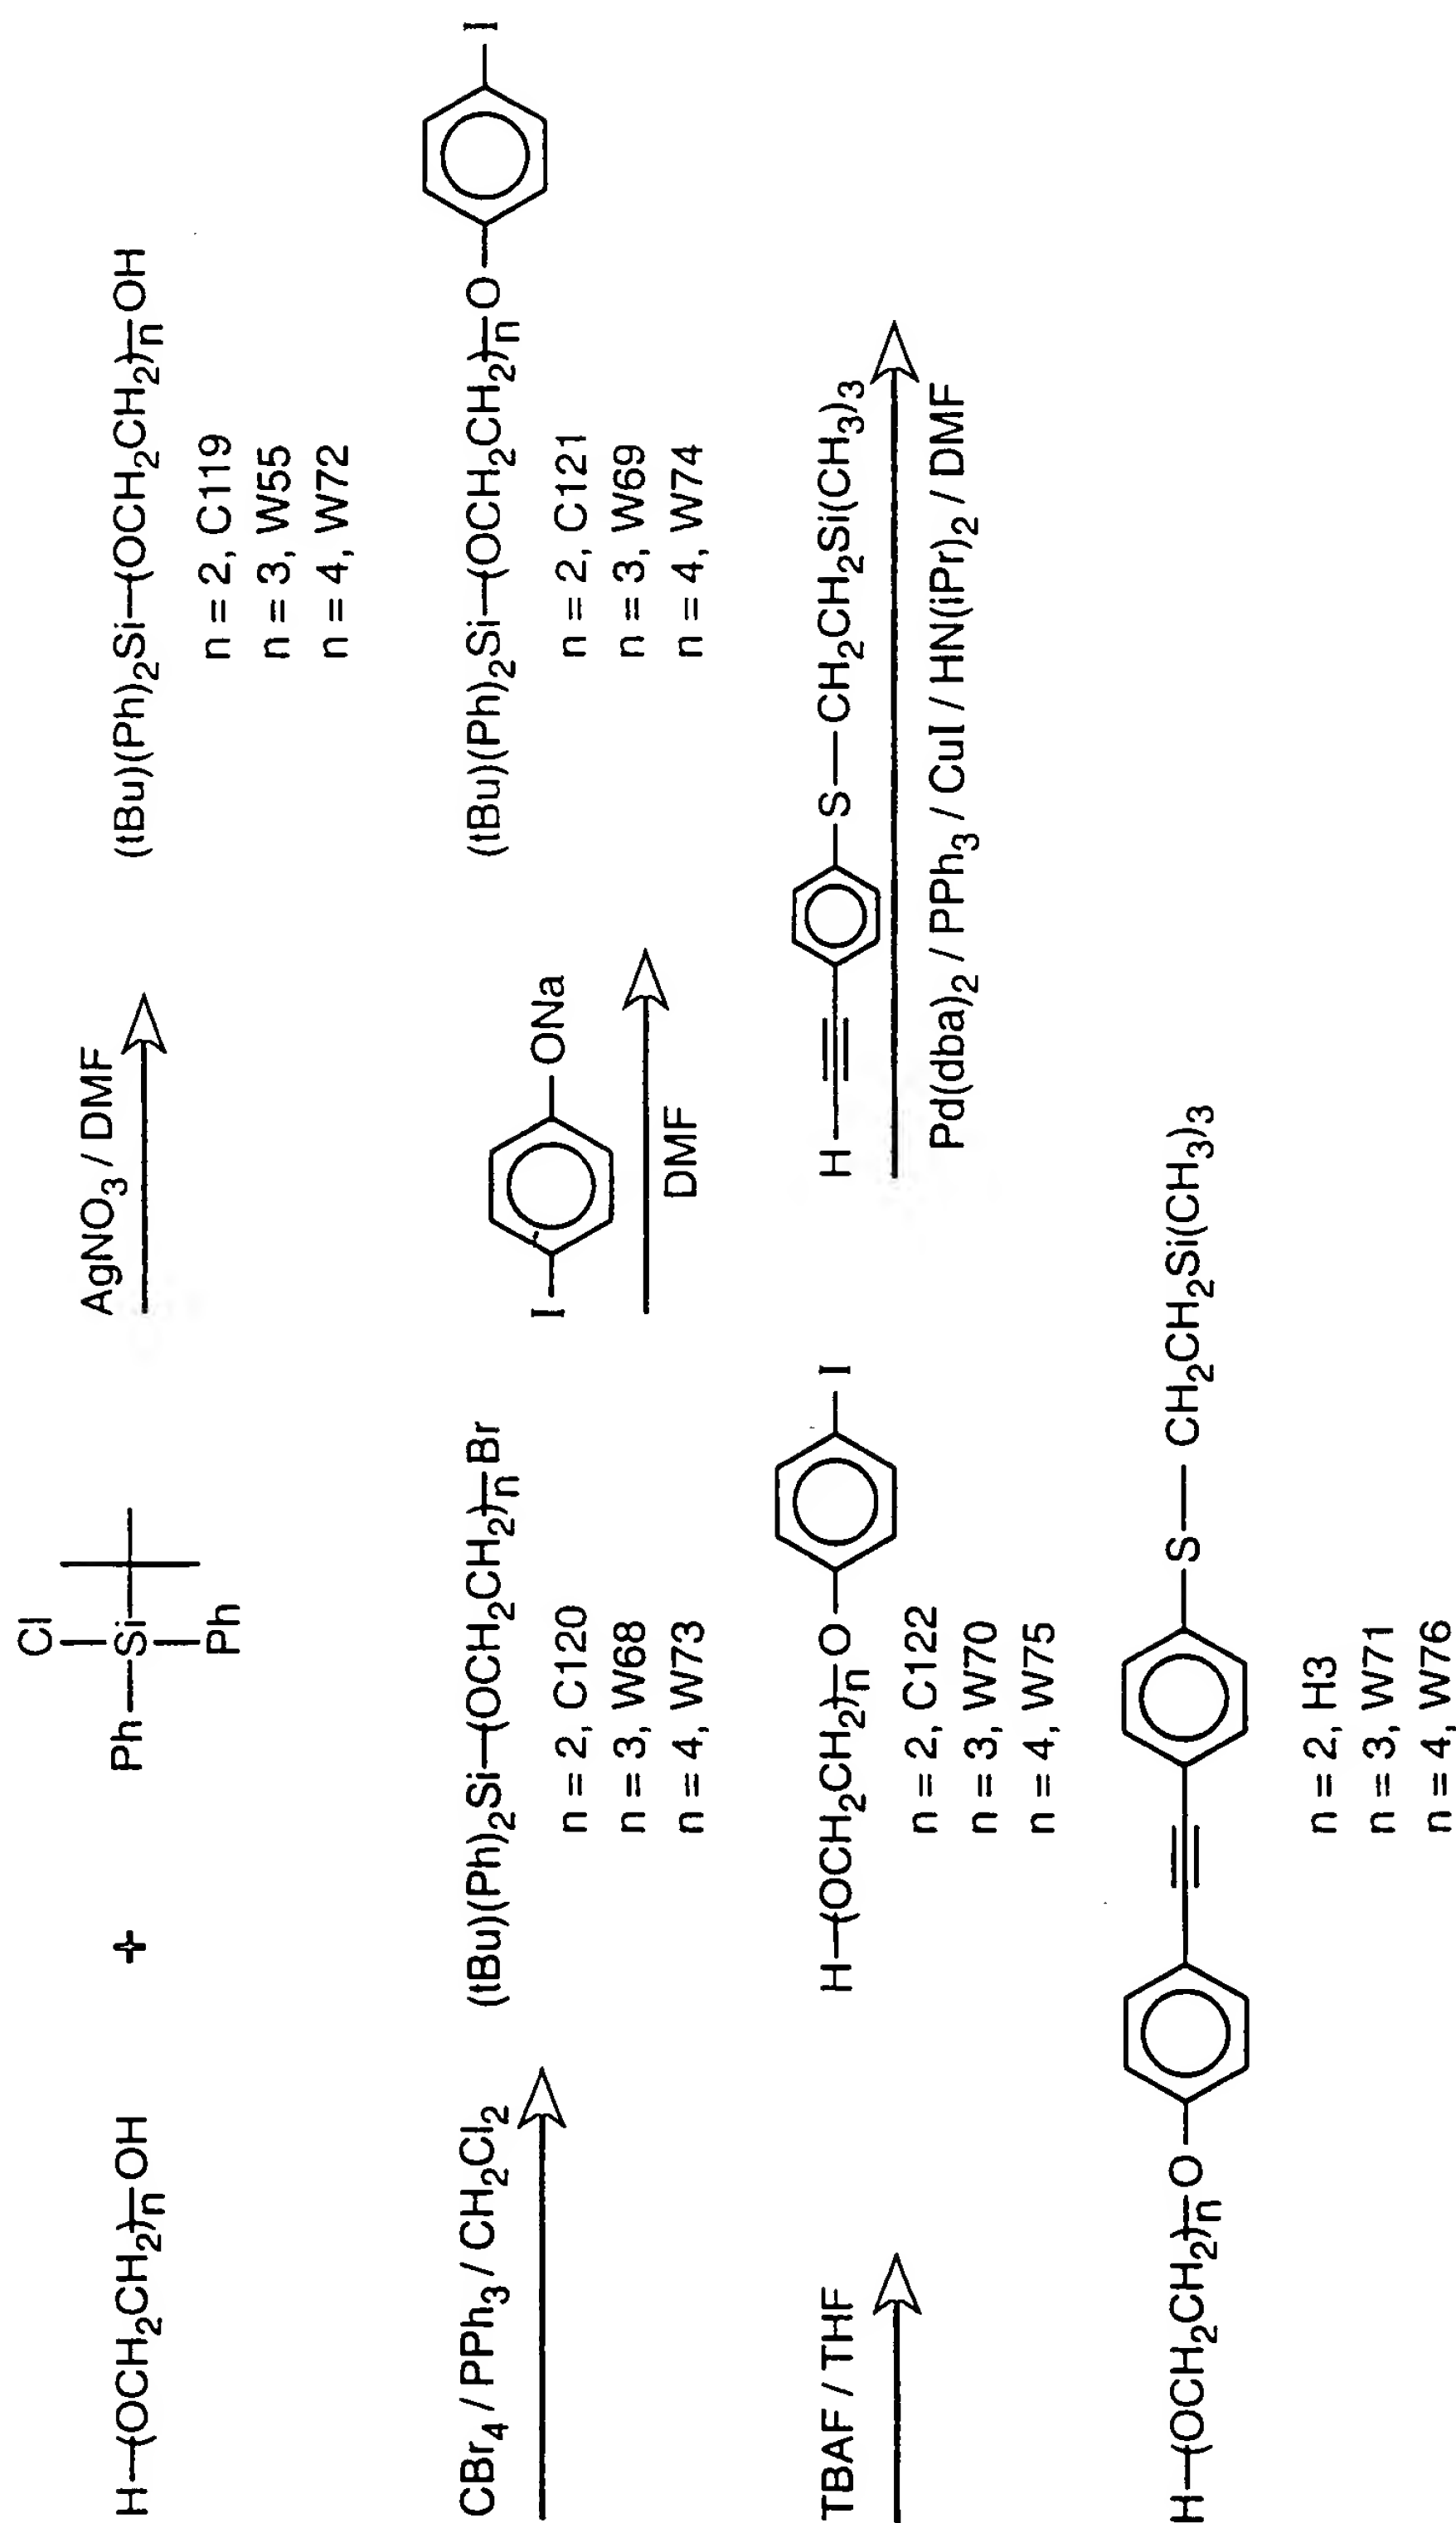 H-(OCH2CH2)n-OH + Ph-Si Cl Ph AgNO3 / DMF (tBu)(Ph)2Si-(OCH2CH2)n-OH
n = 2, C119
n = 3, W55
n = 4, W72
CBr4 / PPh3 / CH2Cl2 (tBu)(Ph)2Si-(OCH2CH2)n-Br I ONa DMF (tBu)(Ph)2Si-(OCH2CH2)n-O I
n = 2, C120
n = 3, W68
n = 4, W73
n = 2, C121
n = 3, W69
n = 4, W74
TBAF / THF H-(OCH2CH2)n-O I H S-CH2CH2Si(CH3)3
Pd(dba)2 / PPh3 / CuI / HN(iPr)2 / DMF
n = 2, C122
n = 3, W70
n = 4, W75
H-(OCH2CH2)n-O S-CH2CH2Si(CH3)3
n = 2, H3
n = 3, W71
n = 4, W76